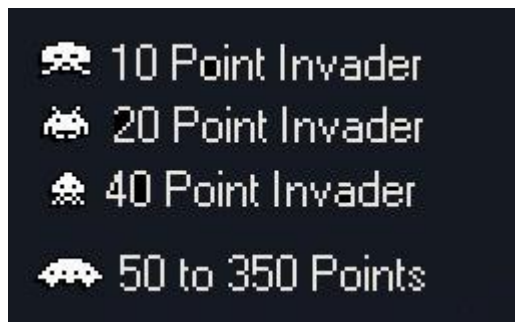 10 Point Invader
20 Point Invader
40 Point Invader
50 to 350 Points